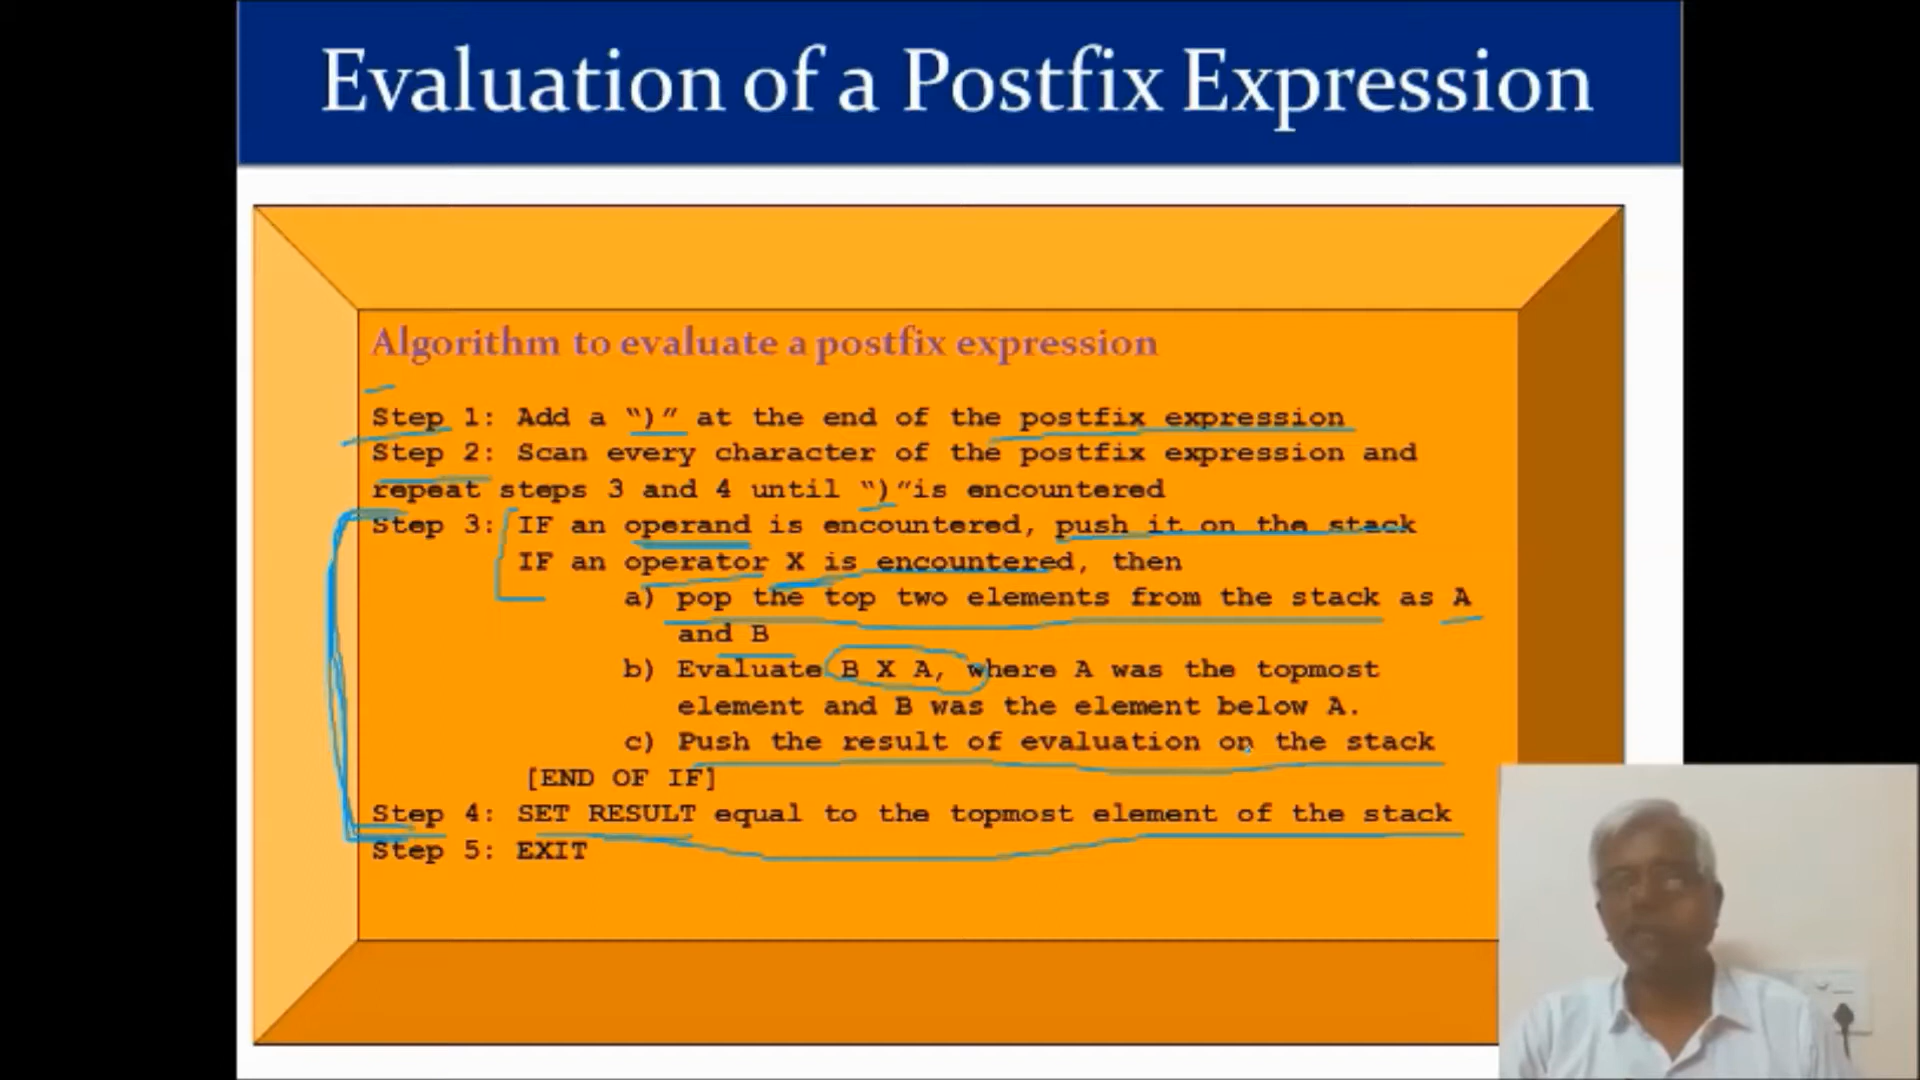 Evaluation of a Postfix Expression
Algorithm to evaluate a postfix expression
Step 1: Add a “)” at the end of the postfix expression
Step 2: Scan every character of the postfix expression and
repeat steps 3 and 4 until “)”is encountered
Step 3: IF an operand is encountered, push it on the stack
IF an operator X is encountered, then
a) pop the top two elements from the stack as A
and B
b) Evaluate B X A, where A was the topmost
element and B was the element below A.
c) Push the result of evaluation on the stack
[END OF IF]
Step 4: SET RESULT equal to the topmost element of the stack
Step 5: EXIT